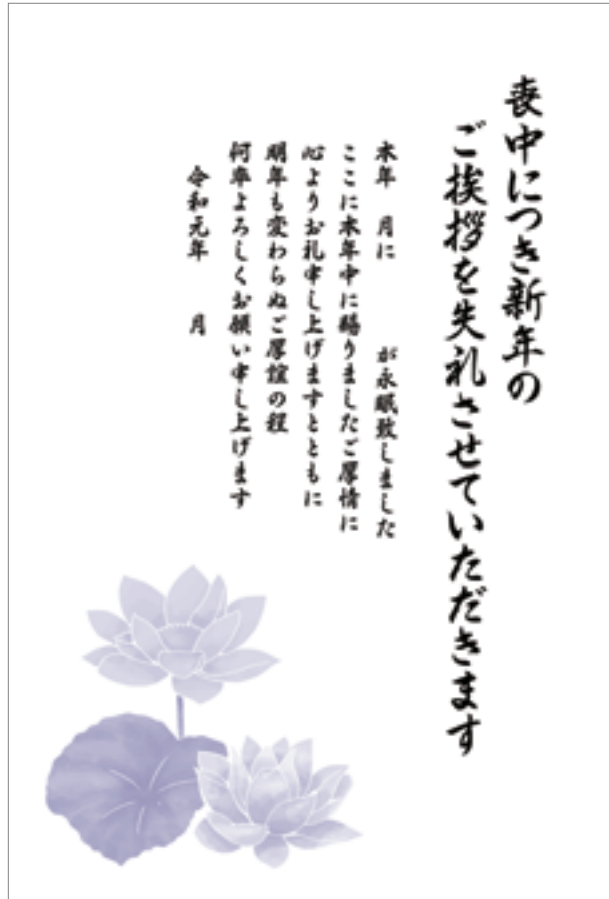 喪中につき新年の
ご挨拶を失礼させていただきます
本年　月に　　　が永眠致しました
ここに本年中に賜りましたご厚情に
心よりお礼申し上げますとともに
明年も変わらぬご厚誼の程
何卒よろしくお願い申し上げます
令和元年　　月